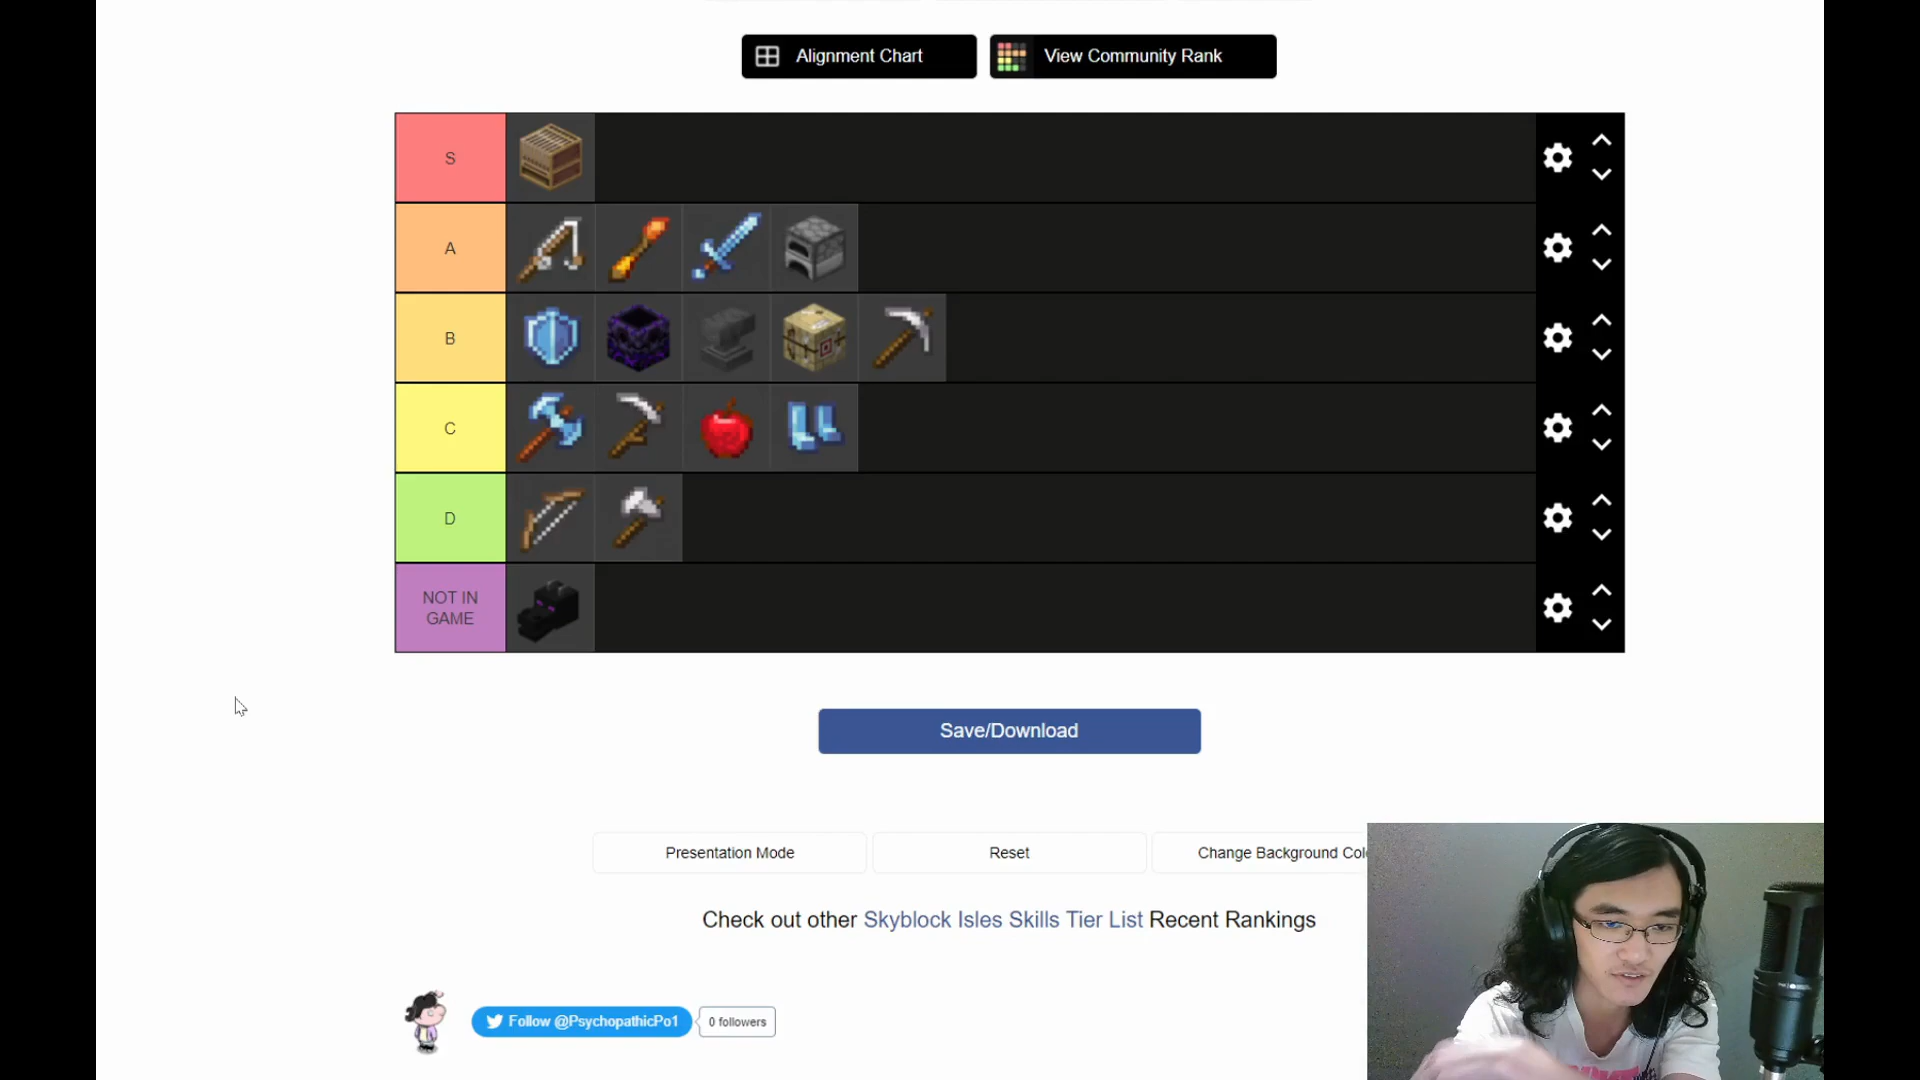 Alignment Chart
View Community Rank
S
A
B
C
D
NOT IN
GAME
Save/Download
Presentation Mode
Reset
Change Background Col
Check out other Skyblock Isles Skills Tier List Recent Rankings
Follow @PsychopathicPo1
0 followers